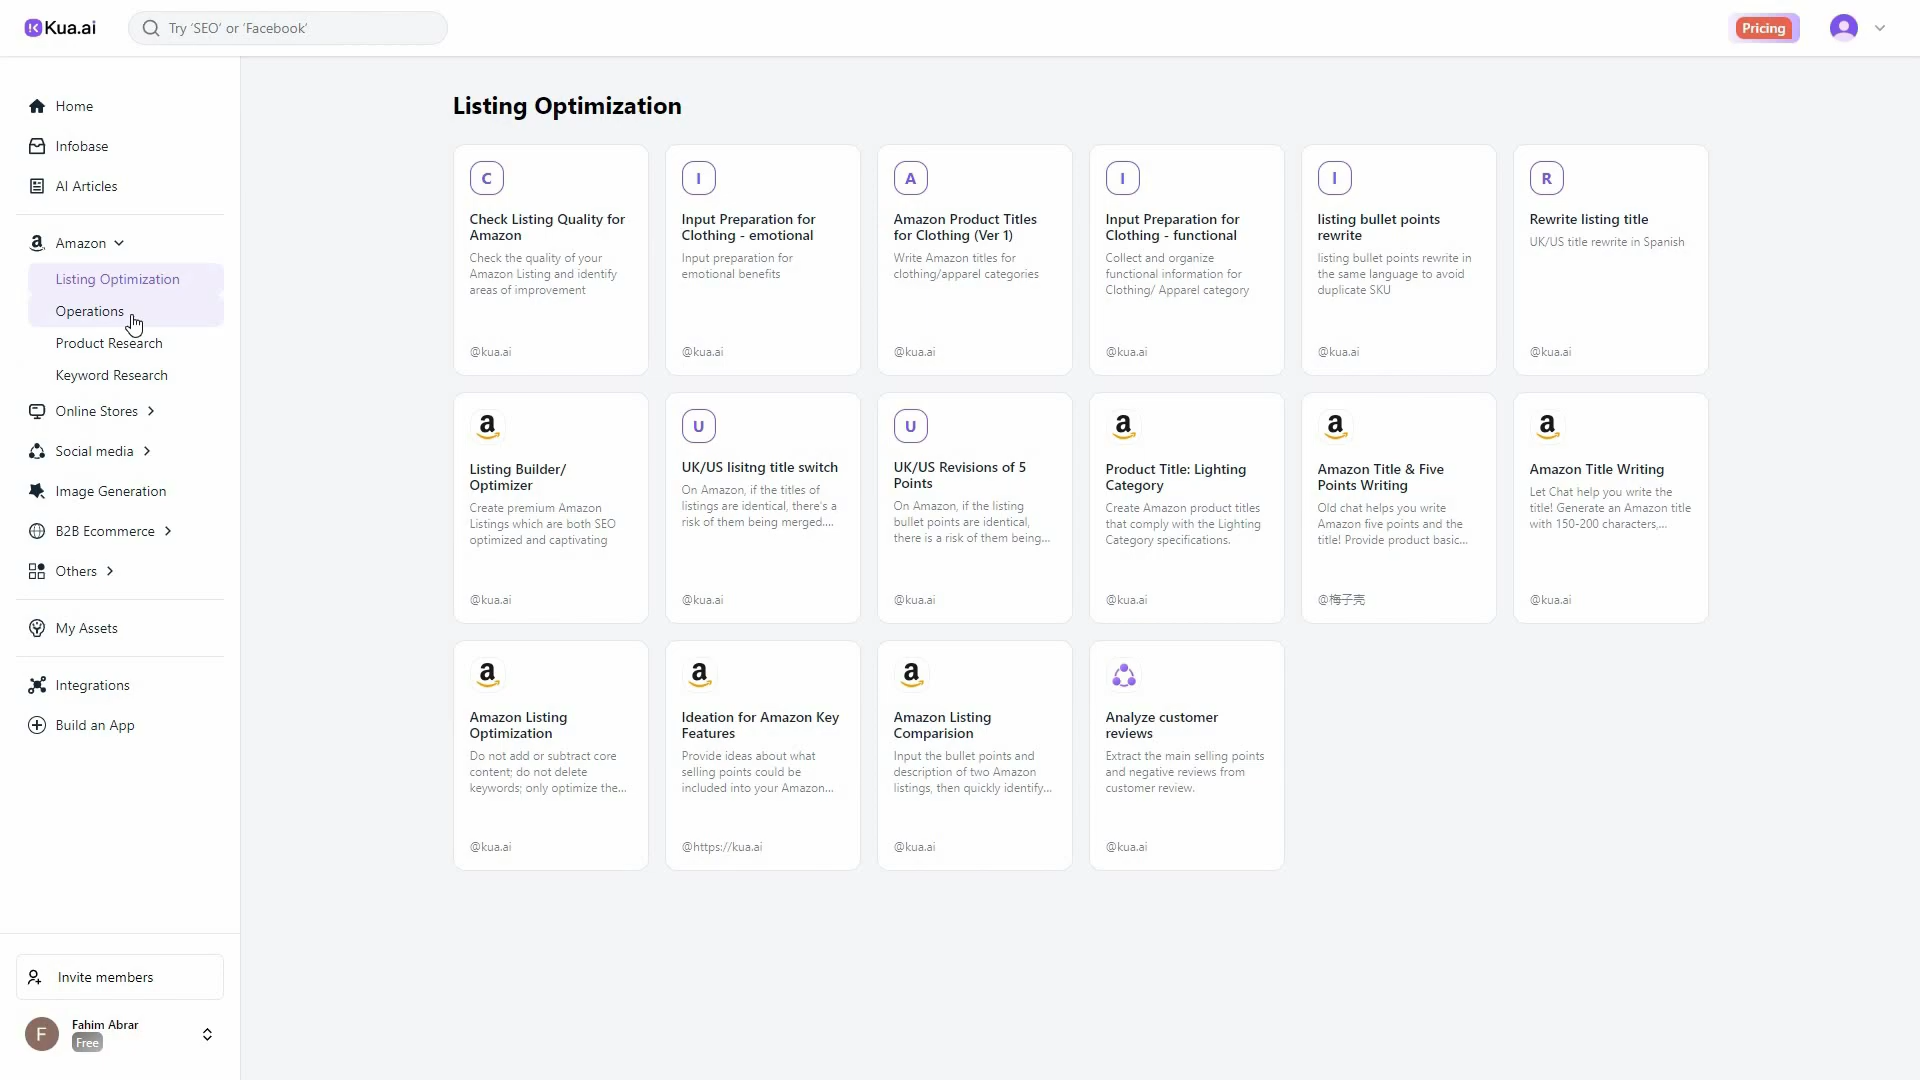 Kua.ai
Try ‘SEO’ or ‘Facebook’
Pricing
Home
Infobase
AI Articles
Amazon
Listing Optimization
Operations
Product Research
Keyword Research
Online Stores
Social media
Image Generation
B2B Ecommerce
Others
My Assets
Integrations
Build an App
Invite members
F
Fahim Abrar
Free
Listing Optimization
C
Check Listing Quality for
Amazon
Check the quality of your
Amazon Listing and identify
areas of improvement
@kua.ai
I
Input Preparation for
Clothing - emotional
Input preparation for
emotional benefits
@kua.ai
A
Amazon Product Titles
for Clothing (Ver 1)
Write Amazon titles for
clothing/apparel categories
@kua.ai
I
Input Preparation for
Clothing - functional
Collect and organize
functional information for
Clothing/ Apparel category
@kua.ai
l
listing bullet points
rewrite
listing bullet points rewrite in
the same language to avoid
duplicate SKU
@kua.ai
R
Rewrite listing title
UK/US title rewrite in Spanish
@kua.ai
Listing Builder/
Optimizer
Create premium Amazon
Listings which are both SEO
optimized and captivating
@kua.ai
U
UK/US lisitng title switch
On Amazon, if the titles of
listings are identical, there's a
risk of them being merged....
@kua.ai
U
UK/US Revisions of 5
Points
On Amazon, if the listing
bullet points are identical,
there is a risk of them being...
@kua.ai
Product Title: Lighting
Category
Create Amazon product titles
that comply with the Lighting
Category specifications.
@kua.ai
Amazon Title & Five
Points Writing
Old chat helps you write
Amazon five points and the
title! Provide product basic...
@梅子壳
Amazon Title Writing
Let Chat help you write the
title! Generate an Amazon title
with 150-200 characters,...
@kua.ai
Amazon Listing
Optimization
Do not add or subtract core
content; do not delete
keywords; only optimize the...
@kua.ai
Ideation for Amazon Key
Features
Provide ideas about what
selling points could be
included into your Amazon...
@https://kua.ai
Amazon Listing
Comparision
Input the bullet points and
description of two Amazon
listings, then quickly identify...
@kua.ai
Analyze customer
reviews
Extract the main selling points
and negative reviews from
customer review.
@kua.ai